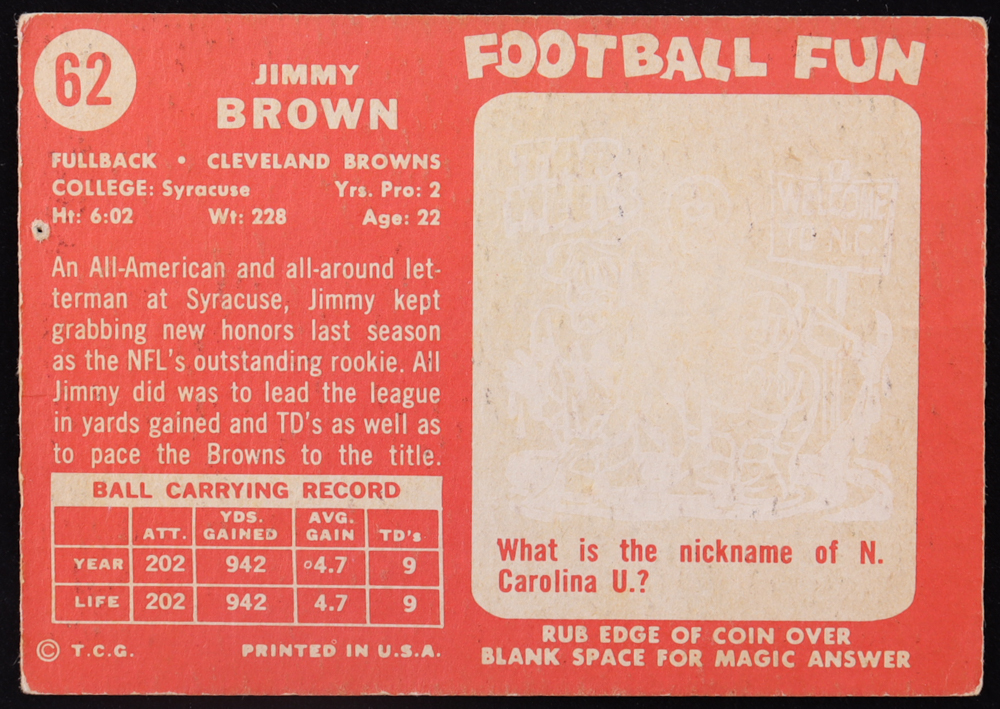 62
JIMMY
BROWN
FULLBACK • CLEVELAND BROWNS
COLLEGE: Syracuse Yrs. Pro: 2
Ht: 6:02 Wt: 228 Age: 22
An All-American and all-around let-
terman at Syracuse, Jimmy kept
grabbing new honors last season
as the NFL's outstanding rookie. All
Jimmy did was to lead the league
in yards gained and TD's as well as
to pace the Browns to the title.
BALL CARRYING RECORD
ATT. YDS. GAINED AVG. GAIN TD's
YEAR 202 942 4.7 9
LIFE 202 942 4.7 9
© T.C.G. PRINTED IN U.S.A.
FOOTBALL FUN
WELCOME
TO N.C.
What is the nickname of N.
Carolina U.?
RUB EDGE OF COIN OVER
BLANK SPACE FOR MAGIC ANSWER